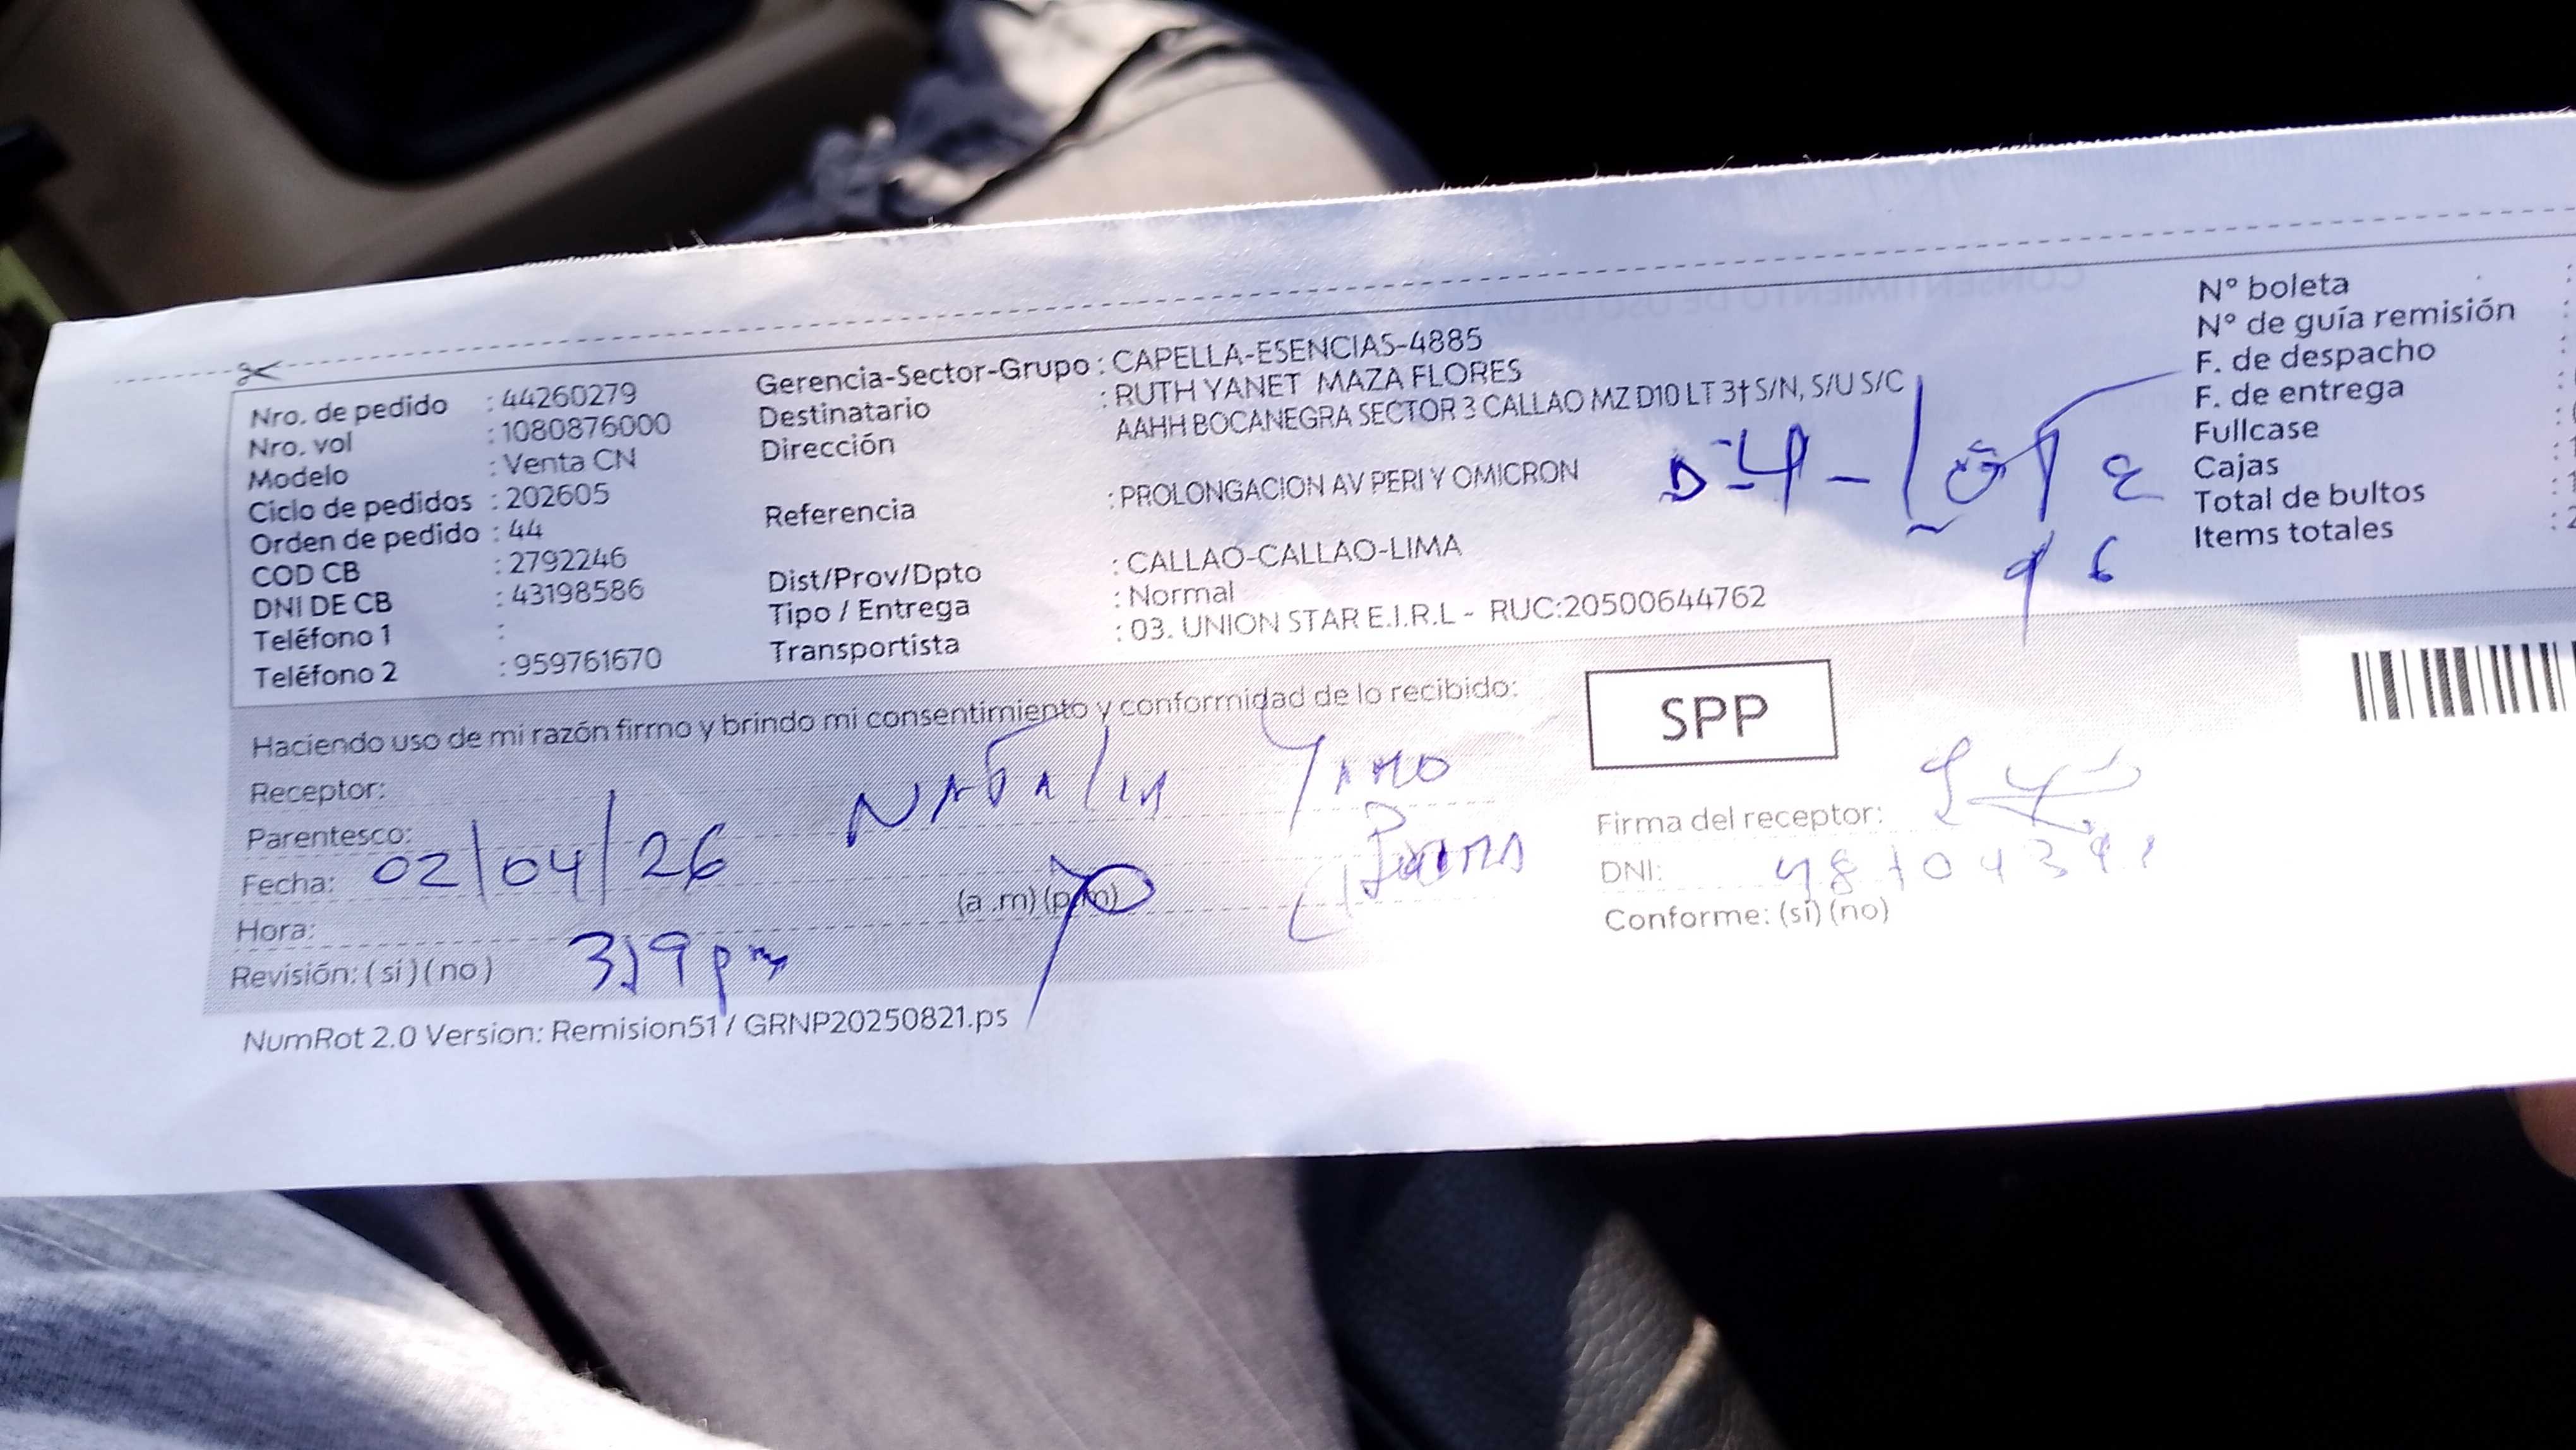 Nro. de pedido : 44260279
Nro. vol : 1080876000
Modelo : Venta CN
Ciclo de pedidos : 202605
Orden de pedido : 44
COD CB : 2792246
DNI DE CB : 43198586
Teléfono 1 :
Teléfono 2 : 959761670
Gerencia-Sector-Grupo : CAPELLA-ESENCIAS-4885
Destinatario : RUTH YANET MAZA FLORES
Dirección AAHH BOCANEGRA SECTOR 3 CALLAO MZ D10 LT 3† S/N, S/U S/C
Referencia : PROLONGACION AV PERI Y OMICRON
Dist/Prov/Dpto : CALLAO-CALLAO-LIMA
Tipo / Entrega : Normal
Transportista : 03. UNION STAR E.I.R.L - RUC:20500644762
N° boleta :
N° de guía remisión :
F. de despacho :
F. de entrega :
Fullcase :
Cajas :
Total de bultos :
Items totales :
Haciendo uso de mi razón firmo y brindo mi consentimiento y conformidad de lo recibido:
SPP
Receptor: NATAlIA
Parentesco:
Fecha: 02/04/26
(a .m) (p.m)
Hora:
319 pm
Revisión: (si) (no)
Firma del receptor:
DNI:
Conforme: (sí) (no)
NumRot 2.0 Version: Remision51 / GRNP20250821.ps